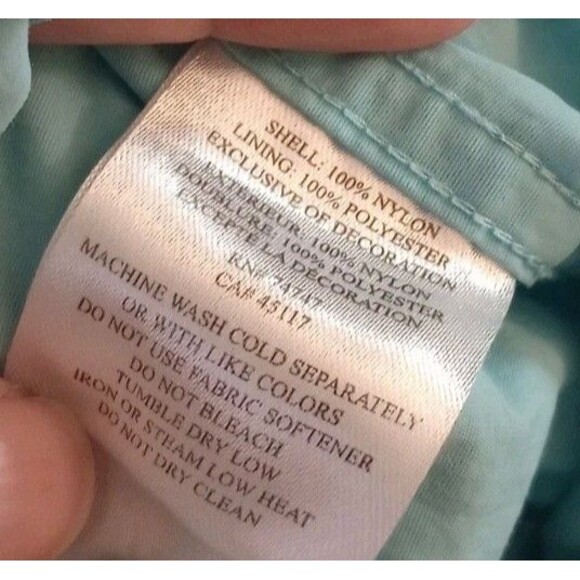 SHELL: 100% NYLON
LINING: 100% POLYESTER
EXCLUSIVE OF DECORATION
EXTÉRIEUR: 100% NYLON
DOUBLURE: 100% POLYESTER
EXCEPTE LA DÉCORATION
RN# 74747
CA# 45117
MACHINE WASH COLD SEPARATELY
OR WITH LIKE COLORS
DO NOT USE FABRIC SOFTENER
DO NOT BLEACH
TUMBLE DRY LOW
IRON OR STEAM LOW HEAT
DO NOT DRY CLEAN